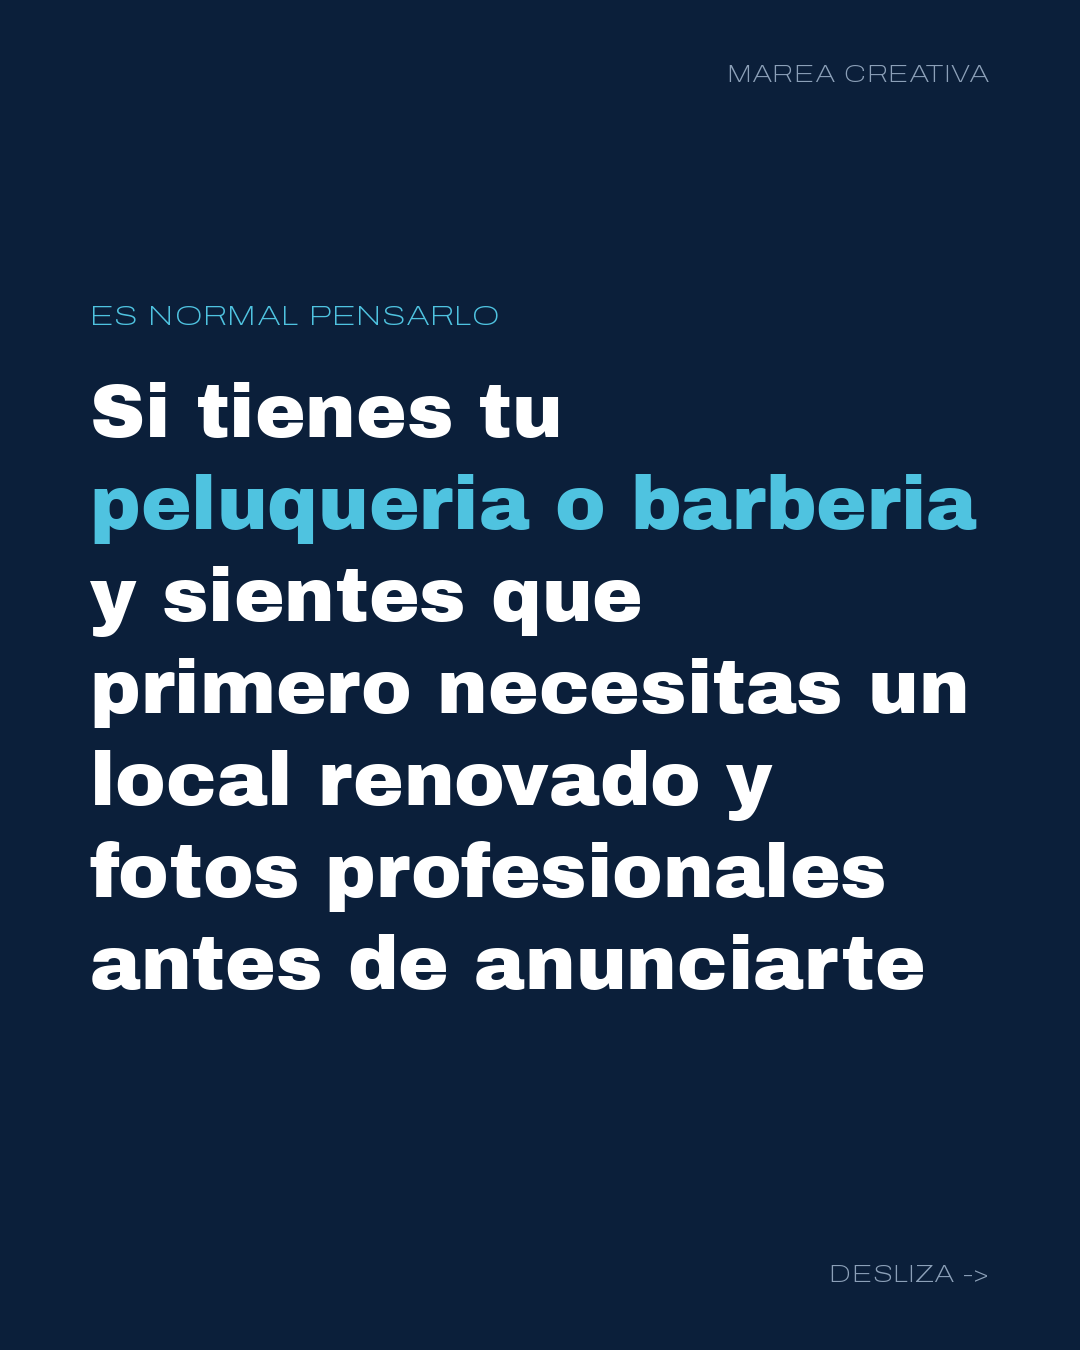 MAREA CREATIVA
ES NORMAL PENSARLO
Si tienes tu
peluqueria o barberia
y sientes que
primero necesitas un
local renovado y
fotos profesionales
antes de anunciarte
DESLIZA ->